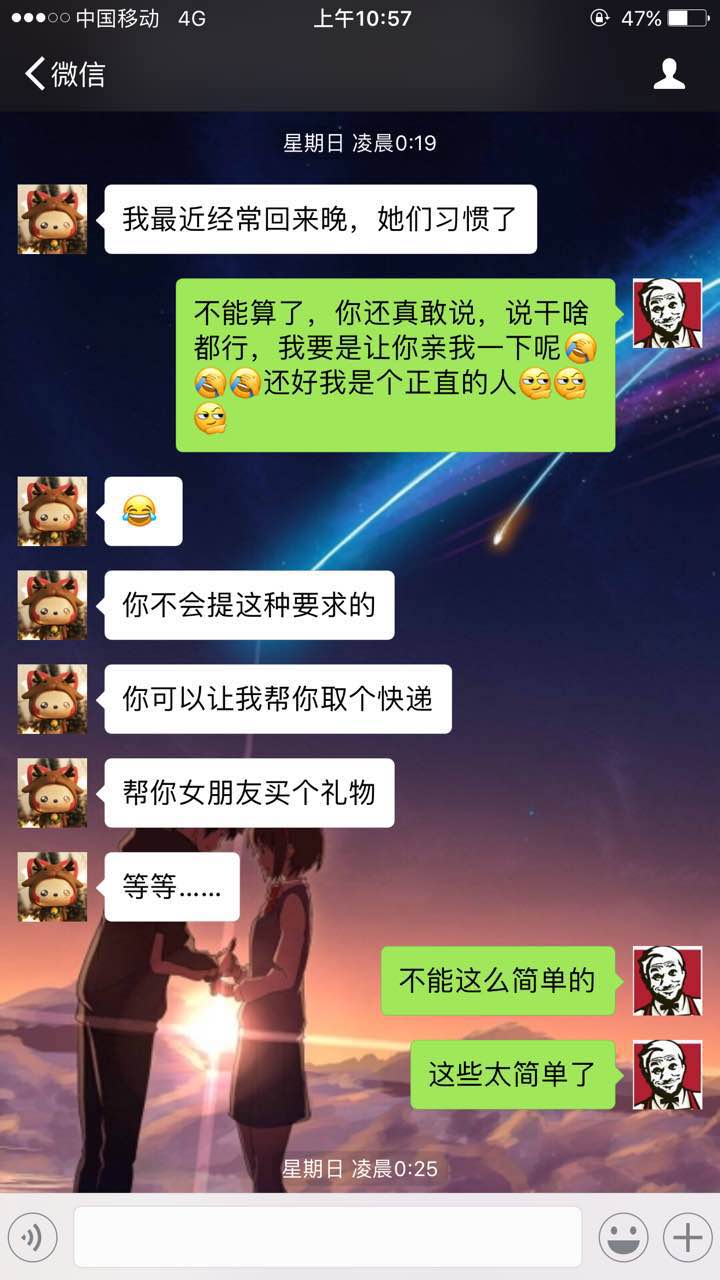 中国移动 4G 上午10:57 47%
微信
星期日 凌晨0:19
我最近经常回来晚，她们习惯了
不能算了，你还真敢说，说干啥
都行，我要是让你亲我一下呢🤦
🤦🤦还好我是个正直的人🤔🤔
🤔
😂
你不会提这种要求的
你可以让我帮你取个快递
帮你女朋友买个礼物
等等……
不能这么简单的
这些太简单了
星期日 凌晨0:25